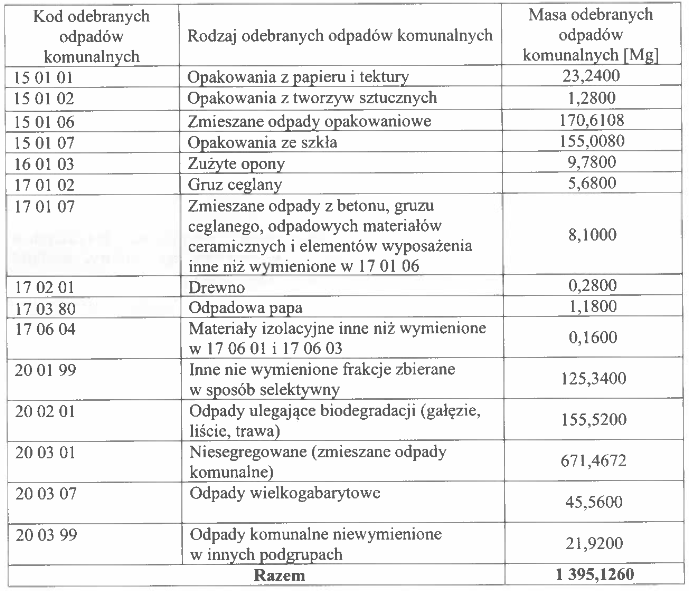 Kod odebranych odpadów komunalnych | Rodzaj odebranych odpadów komunalnych | Masa odebranych odpadów komunalnych [Mg]
15 01 01 | Opakowania z papieru i tektury | 23,2400
15 01 02 | Opakowania z tworzyw sztucznych | 1,2800
15 01 06 | Zmieszane odpady opakowaniowe | 170,6108
15 01 07 | Opakowania ze szkła | 155,0080
16 01 03 | Zużyte opony | 9,7800
17 01 02 | Gruz ceglany | 5,6800
17 01 07 | Zmieszane odpady z betonu, gruzu
ceglanego, odpadowych materiałów
ceramicznych i elementów wyposażenia
inne niż wymienione w 17 01 06 | 8,1000
17 02 01 | Drewno | 0,2800
17 03 80 | Odpadowa papa | 1,1800
17 06 04 | Materiały izolacyjne inne niż wymienione
w 17 06 01 i 17 06 03 | 0,1600
20 01 99 | Inne nie wymienione frakcje zbierane
w sposób selektywny | 125,3400
20 02 01 | Odpady ulegające biodegradacji (gałęzie,
liście, trawa) | 155,5200
20 03 01 | Niesegregowane (zmieszane odpady
komunalne) | 671,4672
20 03 07 | Odpady wielkogabarytowe | 45,5600
20 03 99 | Odpady komunalne niewymienione
w innych podgrupach | 21,9200
Razem | 1 395,1260